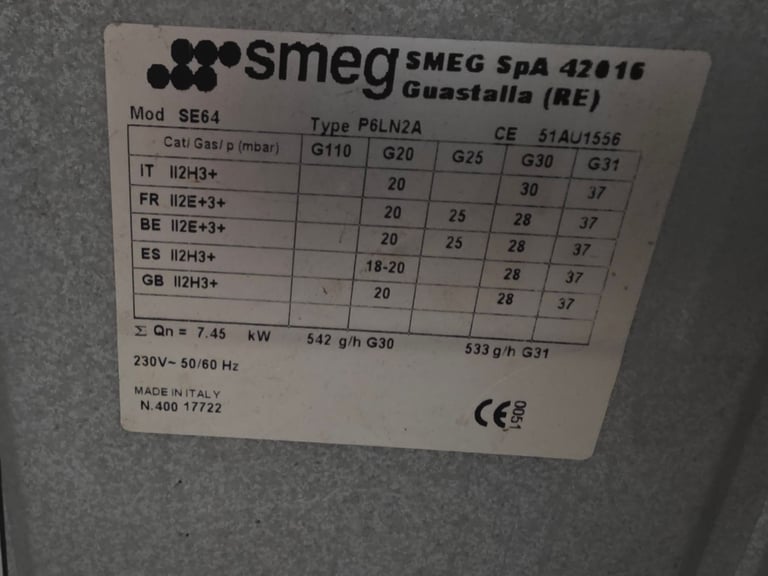 smeg SMEG SpA 42016
Guastalla (RE)
Mod SE64 Type P6LN2A CE 51AU1556
Cat/ Gas/ p (mbar) G110 G20 G25 G30 G31
IT II2H3+ 20 30 37
FR II2E+3+ 20 25 28 37
BE II2E+3+ 20 25 28 37
ES II2H3+ 18-20 28 37
GB II2H3+ 20 28 37
Σ Qn = 7.45 kW 542 g/h G30 533 g/h G31
230V~ 50/60 Hz
MADE IN ITALY
N.400 17722
CE 0051